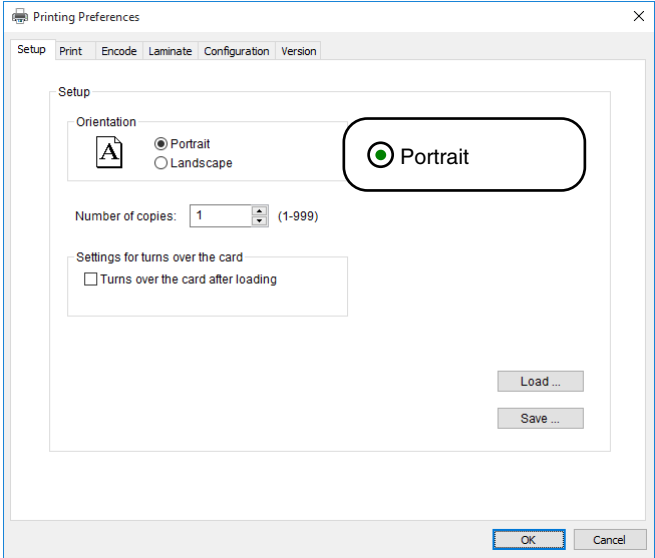 Printing Preferences
Setup Print Encode Laminate Configuration Version
Setup
Orientation
A
Portrait
Landscape
Portrait
Number of copies: 1 (1-999)
Settings for turns over the card
Turns over the card after loading
Load ...
Save ...
OK Cancel